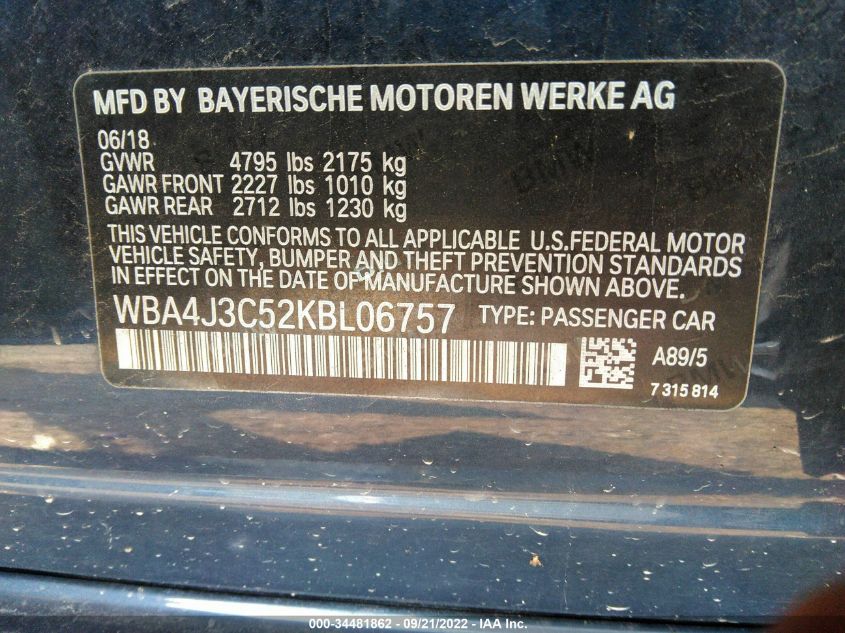 MFD BY BAYERISCHE MOTOREN WERKE AG
06/18
GVWR 4795 lbs 2175 kg
GAWR FRONT 2227 lbs 1010 kg
GAWR REAR 2712 lbs 1230 kg
THIS VEHICLE CONFORMS TO ALL APPLICABLE U.S.FEDERAL MOTOR
VEHICLE SAFETY, BUMPER AND THEFT PREVENTION STANDARDS
IN EFFECT ON THE DATE OF MANUFACTURE SHOWN ABOVE.
WBA4J3C52KBL06757 TYPE: PASSENGER CAR
A89/5
7315814
000-34481862 - 09/21/2022 - IAA Inc.